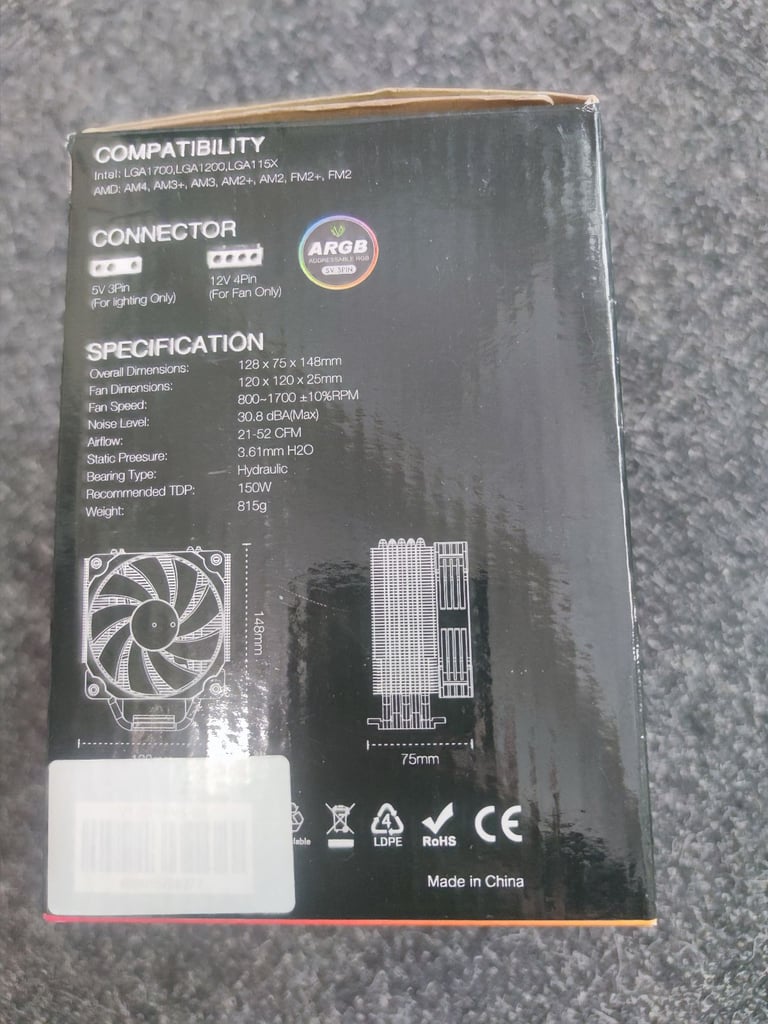 COMPATIBILITY
Intel: LGA1700,LGA1200,LGA115X
AMD: AM4, AM3+, AM3, AM2+, AM2, FM2+, FM2
CONNECTOR
5V 3Pin
(For lighting Only)
12V 4Pin
(For Fan Only)
ARGB
ADDRESSABLE RGB
5V 3PIN
SPECIFICATION
Overall Dimensions: 128 x 75 x 148mm
Fan Dimensions: 120 x 120 x 25mm
Fan Speed: 800~1700 ±10%RPM
Noise Level: 30.8 dBA(Max)
Airflow: 21-52 CFM
Static Preesure: 3.61mm H2O
Bearing Type: Hydraulic
Recommended TDP: 150W
Weight: 815g
148mm
75mm
4
LDPE
RoHS
CE
Made in China